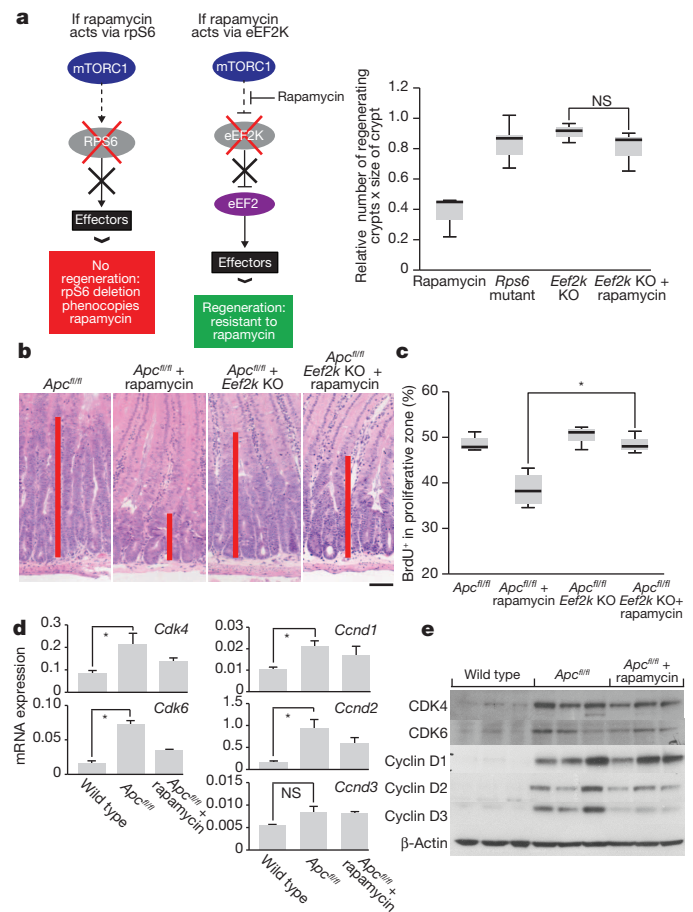 a
If rapamycin
acts via rpS6
mTORC1
RPS6
Effectors
No
regeneration:
rpS6 deletion
phenocopies
rapamycin
If rapamycin
acts via eEF2K
mTORC1
Rapamycin
eEF2K
eEF2
Effectors
Regeneration:
resistant to
rapamycin
Relative number of regenerating
crypts x size of crypt
1.2
1.0
0.8
0.6
0.4
0.2
0
NS
Rapamycin
Rps6
mutant
Eef2k
KO
Eef2k KO +
rapamycin
b
Apcfl/fl
Apcfl/fl +
rapamycin
Apcfl/fl +
Eef2k KO
Apcfl/fl
Eef2k KO +
rapamycin
c
BrdU+ in proliferative zone (%)
60
50
40
30
20
*
Apcfl/fl
Apcfl/fl +
rapamycin
Apcfl/fl
Eef2k KO
Apcfl/fl
Eef2k KO+
rapamycin
d
mRNA expression
0.3
0.2
0.1
0
*
Cdk4
0.10
0.05
0
*
Cdk6
Wild type
Apcfl/fl
Apcfl/fl +
rapamycin
0.03
0.02
0.01
0
*
Ccnd1
1.5
1.0
0.5
0
*
Ccnd2
0.015
0.010
0.005
0
NS
Ccnd3
Wild type
Apcfl/fl
Apcfl/fl +
rapamycin
e
Wild type
Apcfl/fl
Apcfl/fl +
rapamycin
CDK4
CDK6
Cyclin D1
Cyclin D2
Cyclin D3
β-Actin